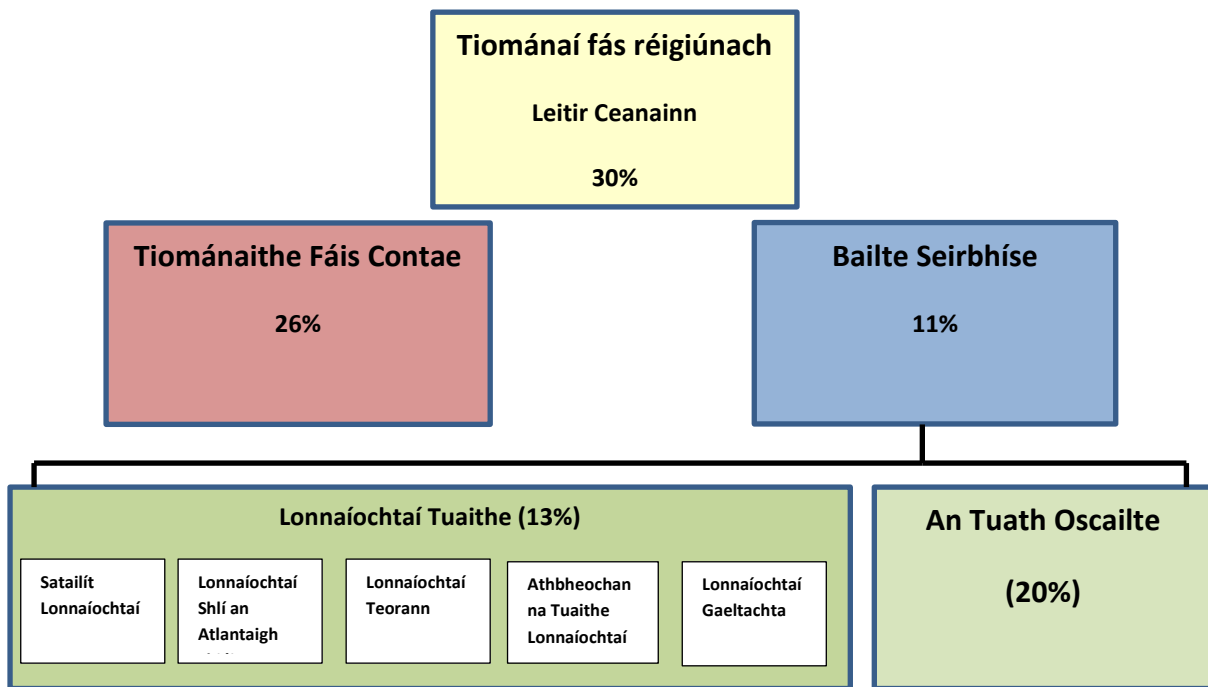 Tiománaí fás réigiúnach
Leitir Ceanainn
30%
Tiománaithe Fáis Contae
26%
Bailte Seirbhíse
11%
Lonnaíochtaí Tuaithe (13%)
Satailít
Lonnaíochtaí
Lonnaíochtaí
Shlí an
Atlantaigh
Lonnaíochtaí
Teorann
Athbheochan
na Tuaithe
Lonnaíochtaí
Lonnaíochtaí
Gaeltachta
An Tuath Oscailte
(20%)